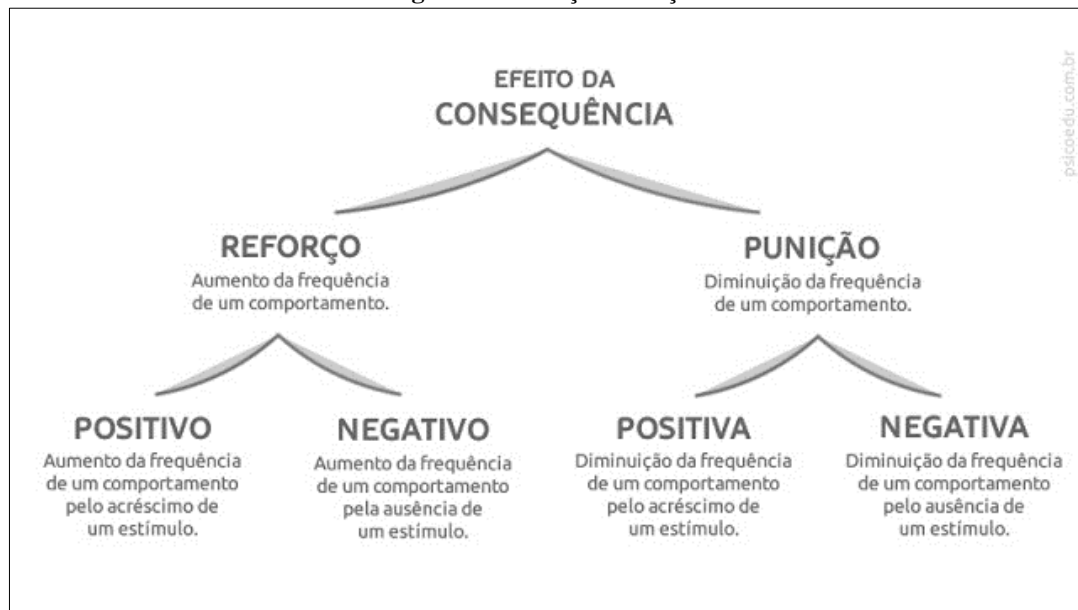 EFEITO DA
CONSEQUÊNCIA
psicoedu.com.br
REFORÇO
Aumento da frequência
de um comportamento.
PUNIÇÃO
Diminuição da frequência
de um comportamento.
POSITIVO
Aumento da frequência
de um comportamento
pelo acréscimo de
um estímulo.
NEGATIVO
Aumento da frequência
de um comportamento
pela ausência de
um estímulo.
POSITIVA
Diminuição da frequência
de um comportamento
pelo acréscimo de
um estímulo.
NEGATIVA
Diminuição da frequência
de um comportamento
pelo ausência de
um estímulo.